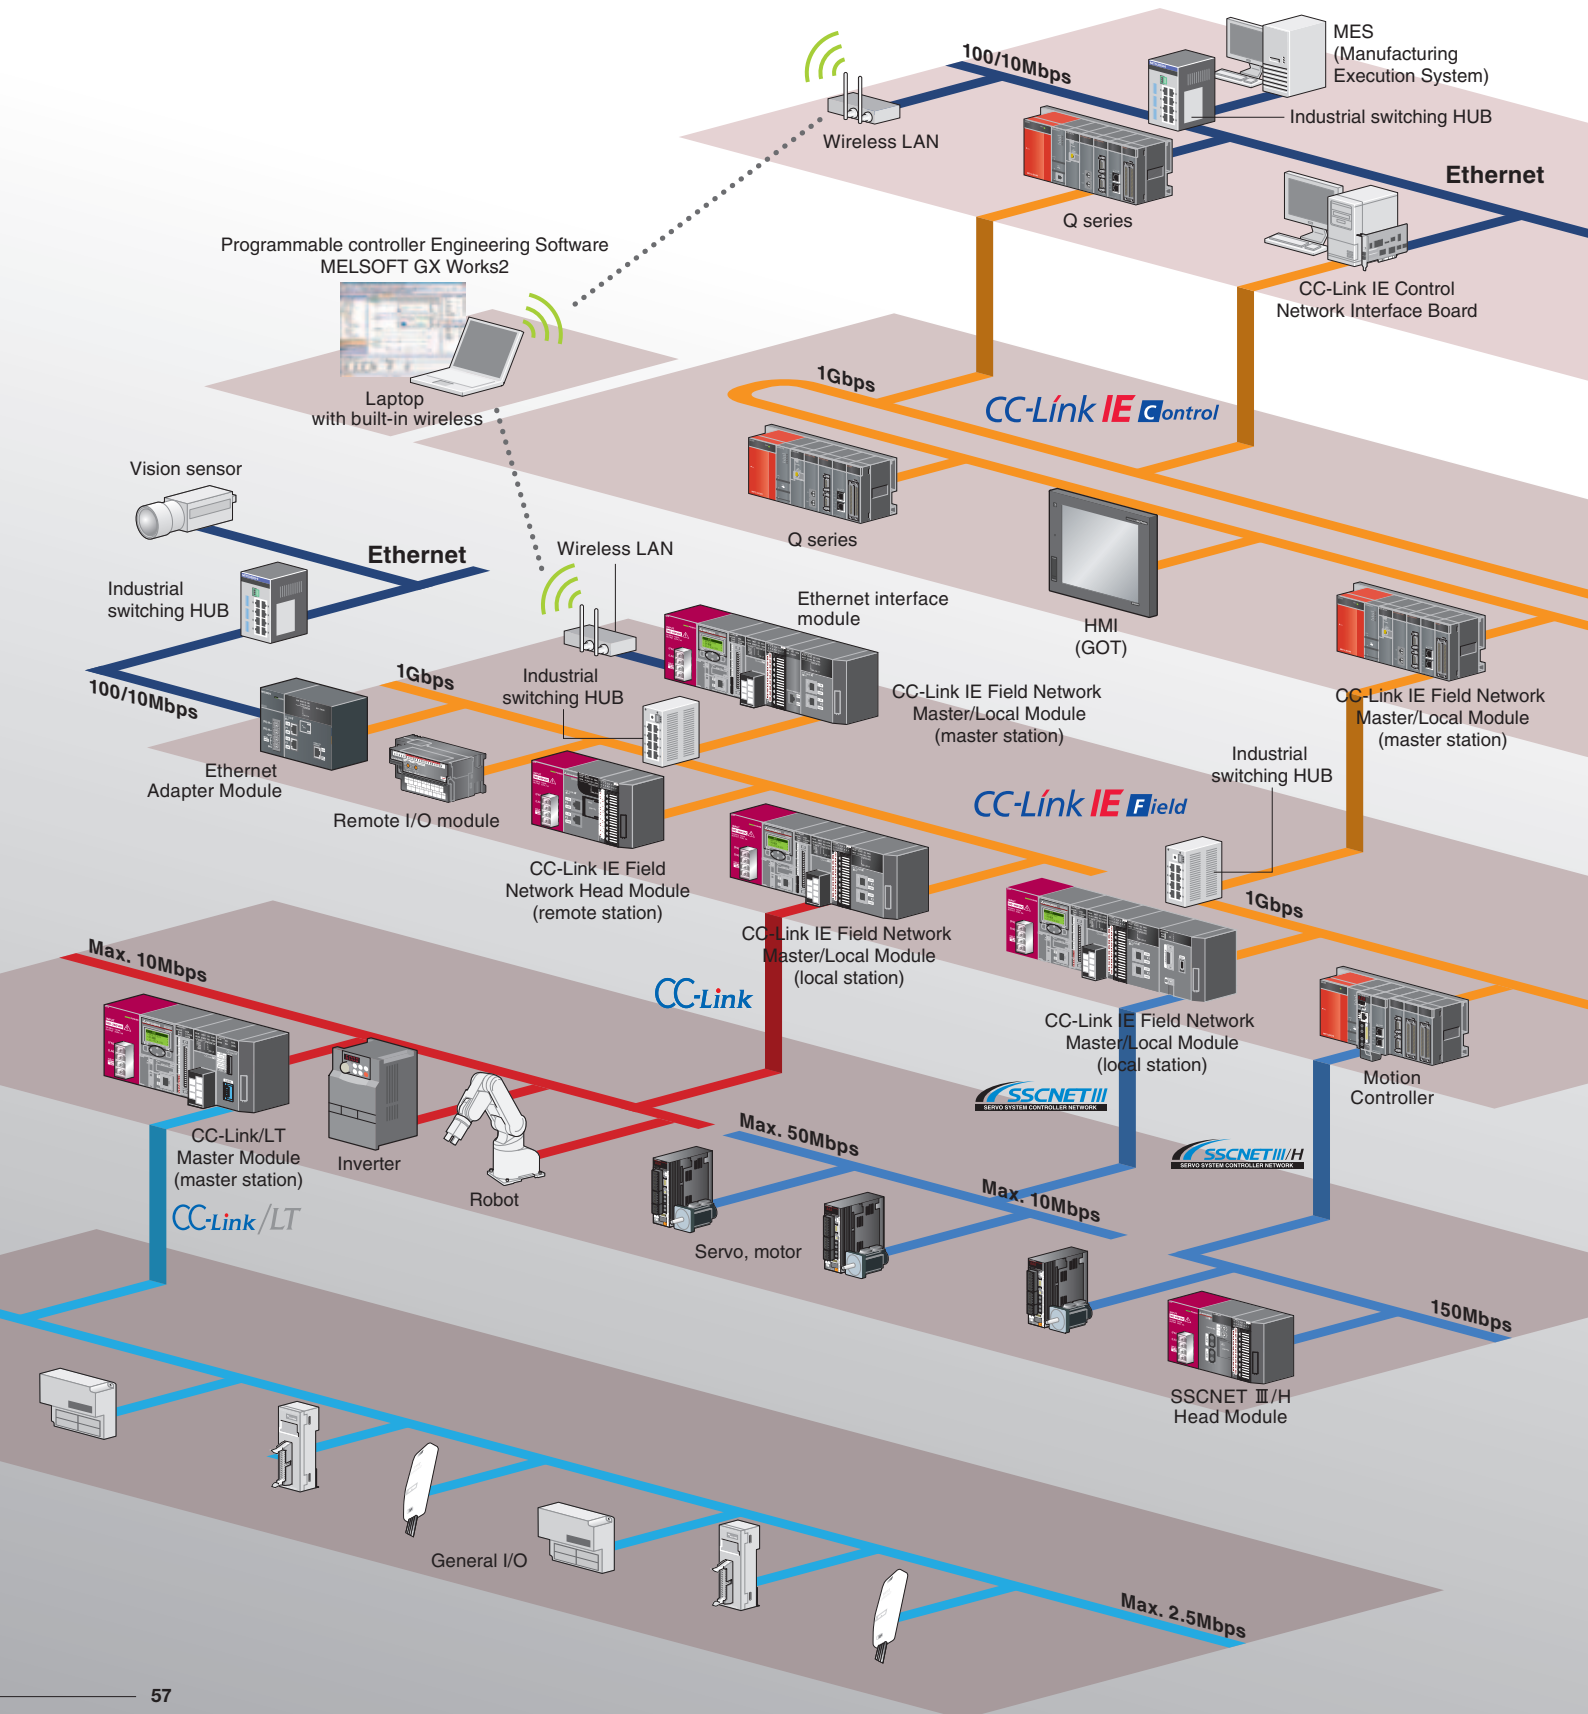 MES
(Manufacturing
Execution System)
100/10Mbps
Industrial switching HUB
Wireless LAN
Ethernet
Q series
Programmable controller Engineering Software
MELSOFT GX Works2
CC-Link IE Control
Network Interface Board
1Gbps
CC-Link IE Control
Laptop
with built-in wireless
Vision sensor
Q series
Ethernet
Wireless LAN
Industrial
switching HUB
Ethernet interface
module
HMI
(GOT)
1Gbps
Industrial
switching HUB
100/10Mbps
CC-Link IE Field Network
Master/Local Module
(master station)
CC-Link IE Field Network
Master/Local Module
(master station)
Industrial
switching HUB
Ethernet
Adapter Module
Remote I/O module
CC-Link IE Field
CC-Link IE Field
Network Head Module
(remote station)
1Gbps
CC-Link IE Field Network
Master/Local Module
(local station)
Max. 10Mbps
CC-Link
CC-Link IE Field Network
Master/Local Module
(local station)
Motion
Controller
SSCNETIII
SERVO SYSTEM CONTROLLER NETWORK
CC-Link/LT
Master Module
(master station)
Inverter
Robot
Max. 50Mbps
SSCNETIII/H
SERVO SYSTEM CONTROLLER NETWORK
CC-Link/LT
Max. 10Mbps
Servo, motor
150Mbps
SSCNET III/H
Head Module
General I/O
Max. 2.5Mbps
57